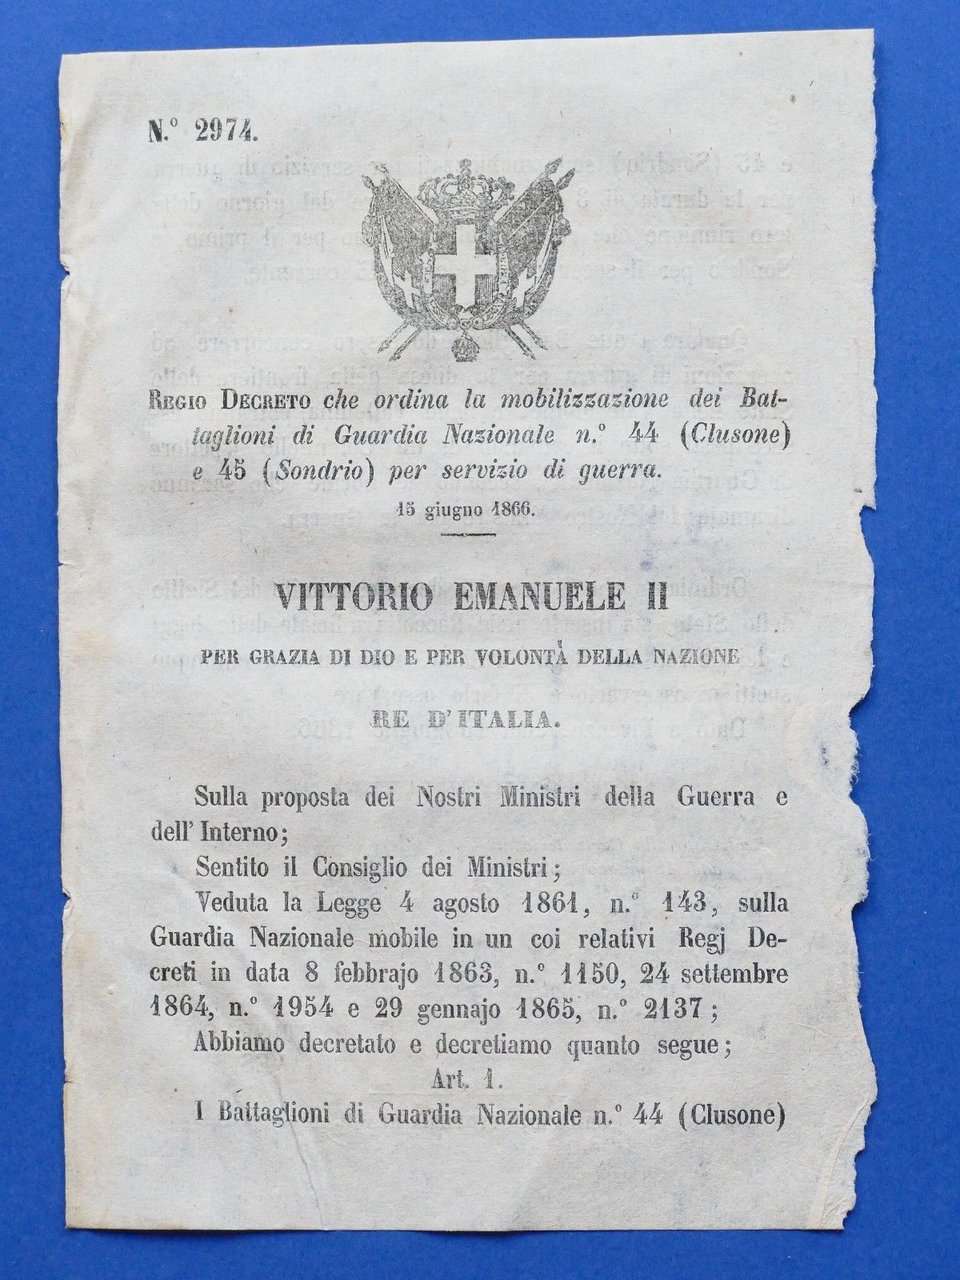 N.° 2974.
REGIO DECRETO che ordina la mobilizzazione dei Bat-
taglioni di Guardia Nazionale n.° 44 (Clusone)
e 45 (Sondrio) per servizio di guerra.
15 giugno 1866.
VITTORIO EMANUELE II
PER GRAZIA DI DIO E PER VOLONTÀ DELLA NAZIONE
RE D'ITALIA.
Sulla proposta dei Nostri Ministri della Guerra e
dell' Interno;
Sentito il Consiglio dei Ministri;
Veduta la Legge 4 agosto 1861, n.° 143, sulla
Guardia Nazionale mobile in un coi relativi Regj De-
creti in data 8 febbrajo 1863, n.° 1150, 24 settembre
1864, n.° 1954 e 29 gennajo 1865, n.° 2137;
Abbiamo decretato e decretiamo quanto segue;
Art. 1.
I Battaglioni di Guardia Nazionale n.° 44 (Clusone)